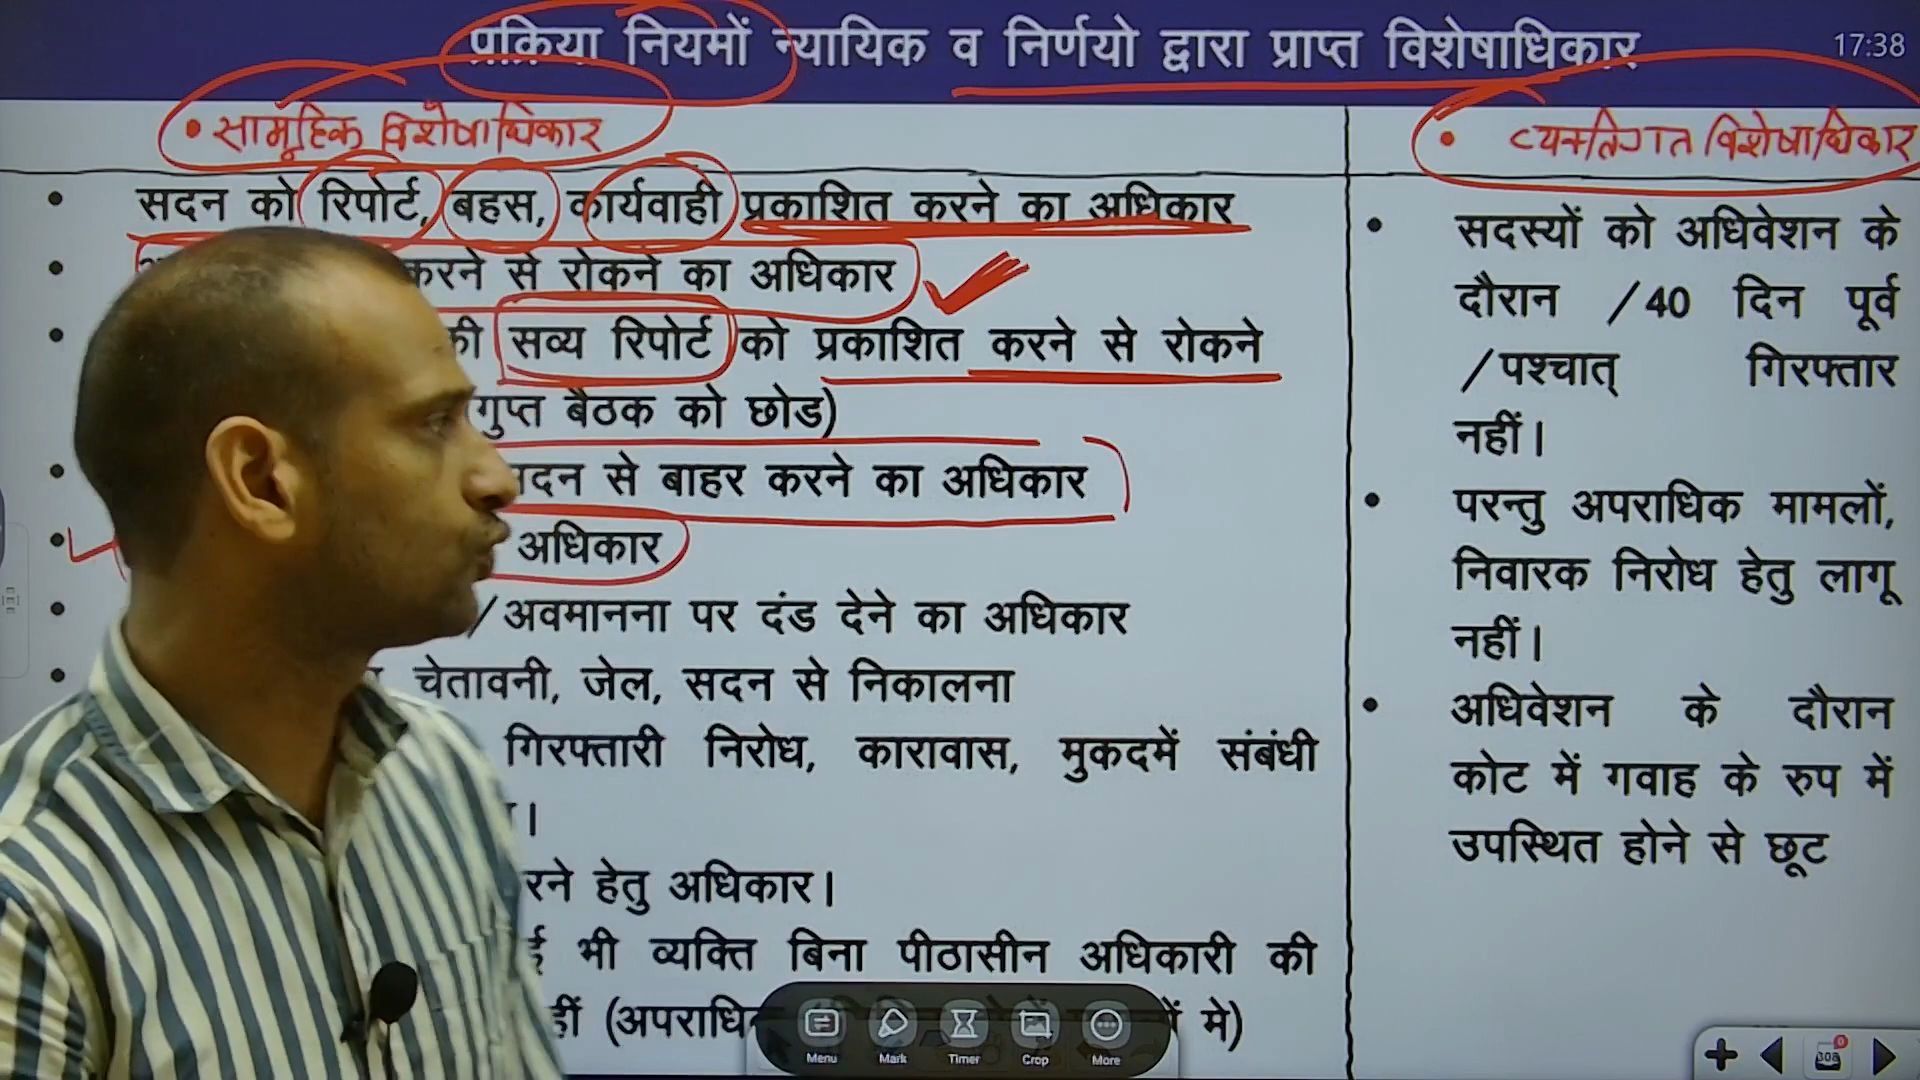 प्रक्रिया नियमों न्यायिक व निर्णयो द्वारा प्राप्त विशेषाधिकार
17:38
• सामूहिक विशेषाधिकार
• सदन को रिपोर्ट, बहस, कार्यवाही प्रकाशित करने का अधिकार
• करने से रोकने का अधिकार
• की सव्य रिपोर्ट को प्रकाशित करने से रोकने
(गुप्त बैठक को छोड)
• सदन से बाहर करने का अधिकार
• अधिकार
• /अवमानना पर दंड देने का अधिकार
• चेतावनी, जेल, सदन से निकालना
गिरफ्तारी निरोध, कारावास, मुकदमें संबंधी
।
हेतु अधिकार।
भी व्यक्ति बिना पीठासीन अधिकारी की
मे)
• व्यक्तिगत विशेषाधिकार
• सदस्यों को अधिवेशन के
दौरान /40 दिन पूर्व
/पश्चात् गिरफ्तार
नहीं।
• परन्तु अपराधिक मामलों,
निवारक निरोध हेतु लागू
नहीं।
• अधिवेशन के दौरान
कोट में गवाह के रुप में
उपस्थित होने से छूट
Menu Mark Timer Crop More
308
0